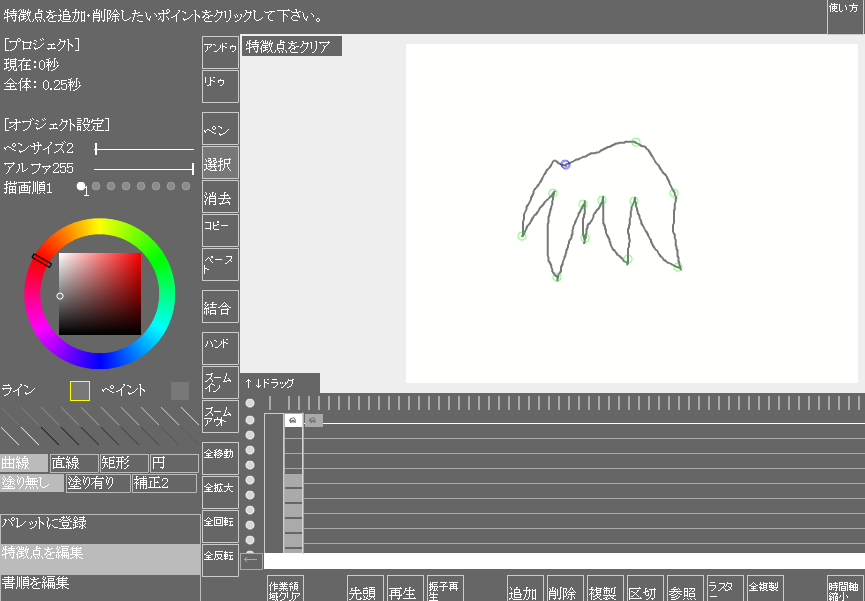 特徴点を追加・削除したいポイントをクリックして下さい。
使い方
[プロジェクト]
現在:0秒
全体: 0.25秒
[オブジェクト設定]
ペンサイズ2
アルファ255
描画順1
1
ライン
ペイント
曲線 直線 矩形 円
塗り無し 塗り有り 補正2
パレットに登録
特徴点を編集
書順を編集
アンドゥ
リドゥ
ペン
選択
消去
コピー
ペース
ト
結合
ハンド
ズーム
イン
ズーム
アウト
全移動
全拡大
全回転
全反転
特徴点をクリア
↑↓ドラッグ
←
作業領
域クリア
先頭
再生
振子再
生
追加
削除
複製
区切
参照
ラスタ
ー
全複製
時間軸
縮小